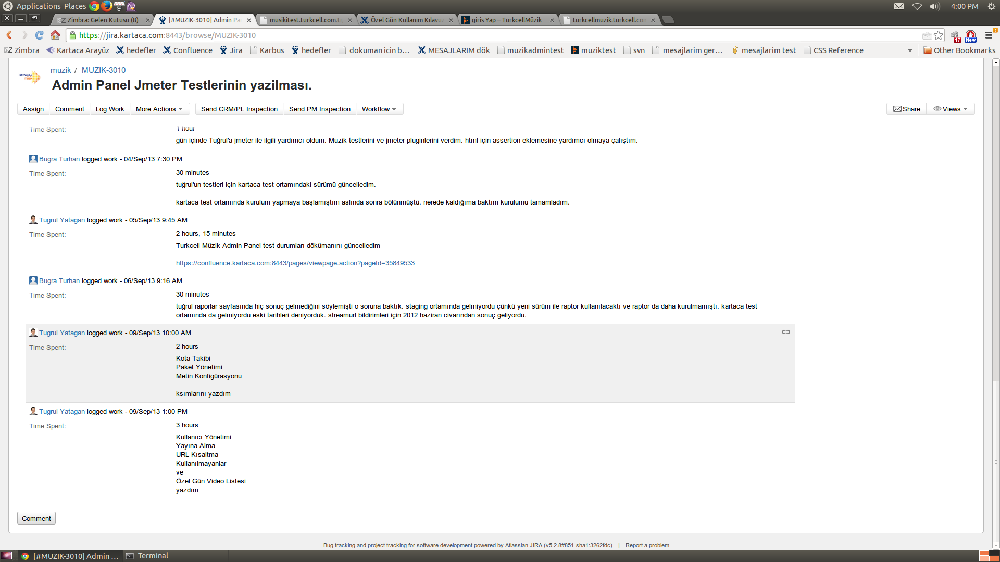 Applications Places
4:00 PM
Zimbra: Gelen Kutusu (8)
[#MUZIK-3010] Admin Pa
musikitest.turkcell.com.tr
Özel Gün Kullanım Kılavuz
giris Yap – TurkcellMüzik
turkcellmuzik.turkcell.com
https://jira.kartaca.com:8443/browse/MUZIK-3010
17
New
Zimbra
Kartaca Arayüz
hedefler
Confluence
Jira
Karbus
hedefler
dokuman icin b...
MESAJLARIM dök
muzikadmintest
muziktest
svn
mesajlarim ger...
mesajlarim test
CSS Reference
Other Bookmarks
TURKCELL
muzik
muzik / MUZIK-3010
Admin Panel Jmeter Testlerinin yazilması.
Assign
Comment
Log Work
More Actions
Send CRM/PL Inspection
Send PM Inspection
Workflow
Share
Views
Time Spent: 1 hour
gün içinde Tuğrul'a jmeter ile ilgili yardımcı oldum. Muzik testlerini ve jmeter pluginlerini verdim. html için assertion eklemesine yardımcı olmaya çalıştım.
Bugra Turhan logged work - 04/Sep/13 7:30 PM
Time Spent: 30 minutes
tuğrul'un testleri için kartaca test ortamındaki sürümü güncelledim.
kartaca test ortamında kurulum yapmaya başlamıştım aslında sonra bölünmüştü. nerede kaldığıma baktım kurulumu tamamladım.
Tugrul Yatagan logged work - 05/Sep/13 9:45 AM
Time Spent: 2 hours, 15 minutes
Turkcell Müzik Admin Panel test durumları dökümanını güncelledim
https://confluence.kartaca.com:8443/pages/viewpage.action?pageId=35849533
Bugra Turhan logged work - 06/Sep/13 9:16 AM
Time Spent: 30 minutes
tuğrul raporlar sayfasında hiç sonuç gelmediğini söylemişti o soruna baktık. staging ortamında gelmiyordu çünkü yeni sürüm ile raptor kullanılacaktı ve raptor da daha kurulmamıştı. kartaca test
ortamında da gelmiyordu eski tarihleri deniyorduk. streamurl bildirimleri için 2012 haziran civarından sonuç geliyordu.
Tugrul Yatagan logged work - 09/Sep/13 10:00 AM
Time Spent: 2 hours
Kota Takibi
Paket Yönetimi
Metin Konfigürasyonu
ksımlarını yazdım
Tugrul Yatagan logged work - 09/Sep/13 1:00 PM
Time Spent: 3 hours
Kullanıcı Yönetimi
Yayına Alma
URL Kısaltma
Kullanılmayanlar
ve
Özel Gün Video Listesi
yazdım
Comment
Bug tracking and project tracking for software development powered by Atlassian JIRA (v5.2.8#851-sha1:3262fdc) | Report a problem
[#MUZIK-3010] Admin ...
Terminal